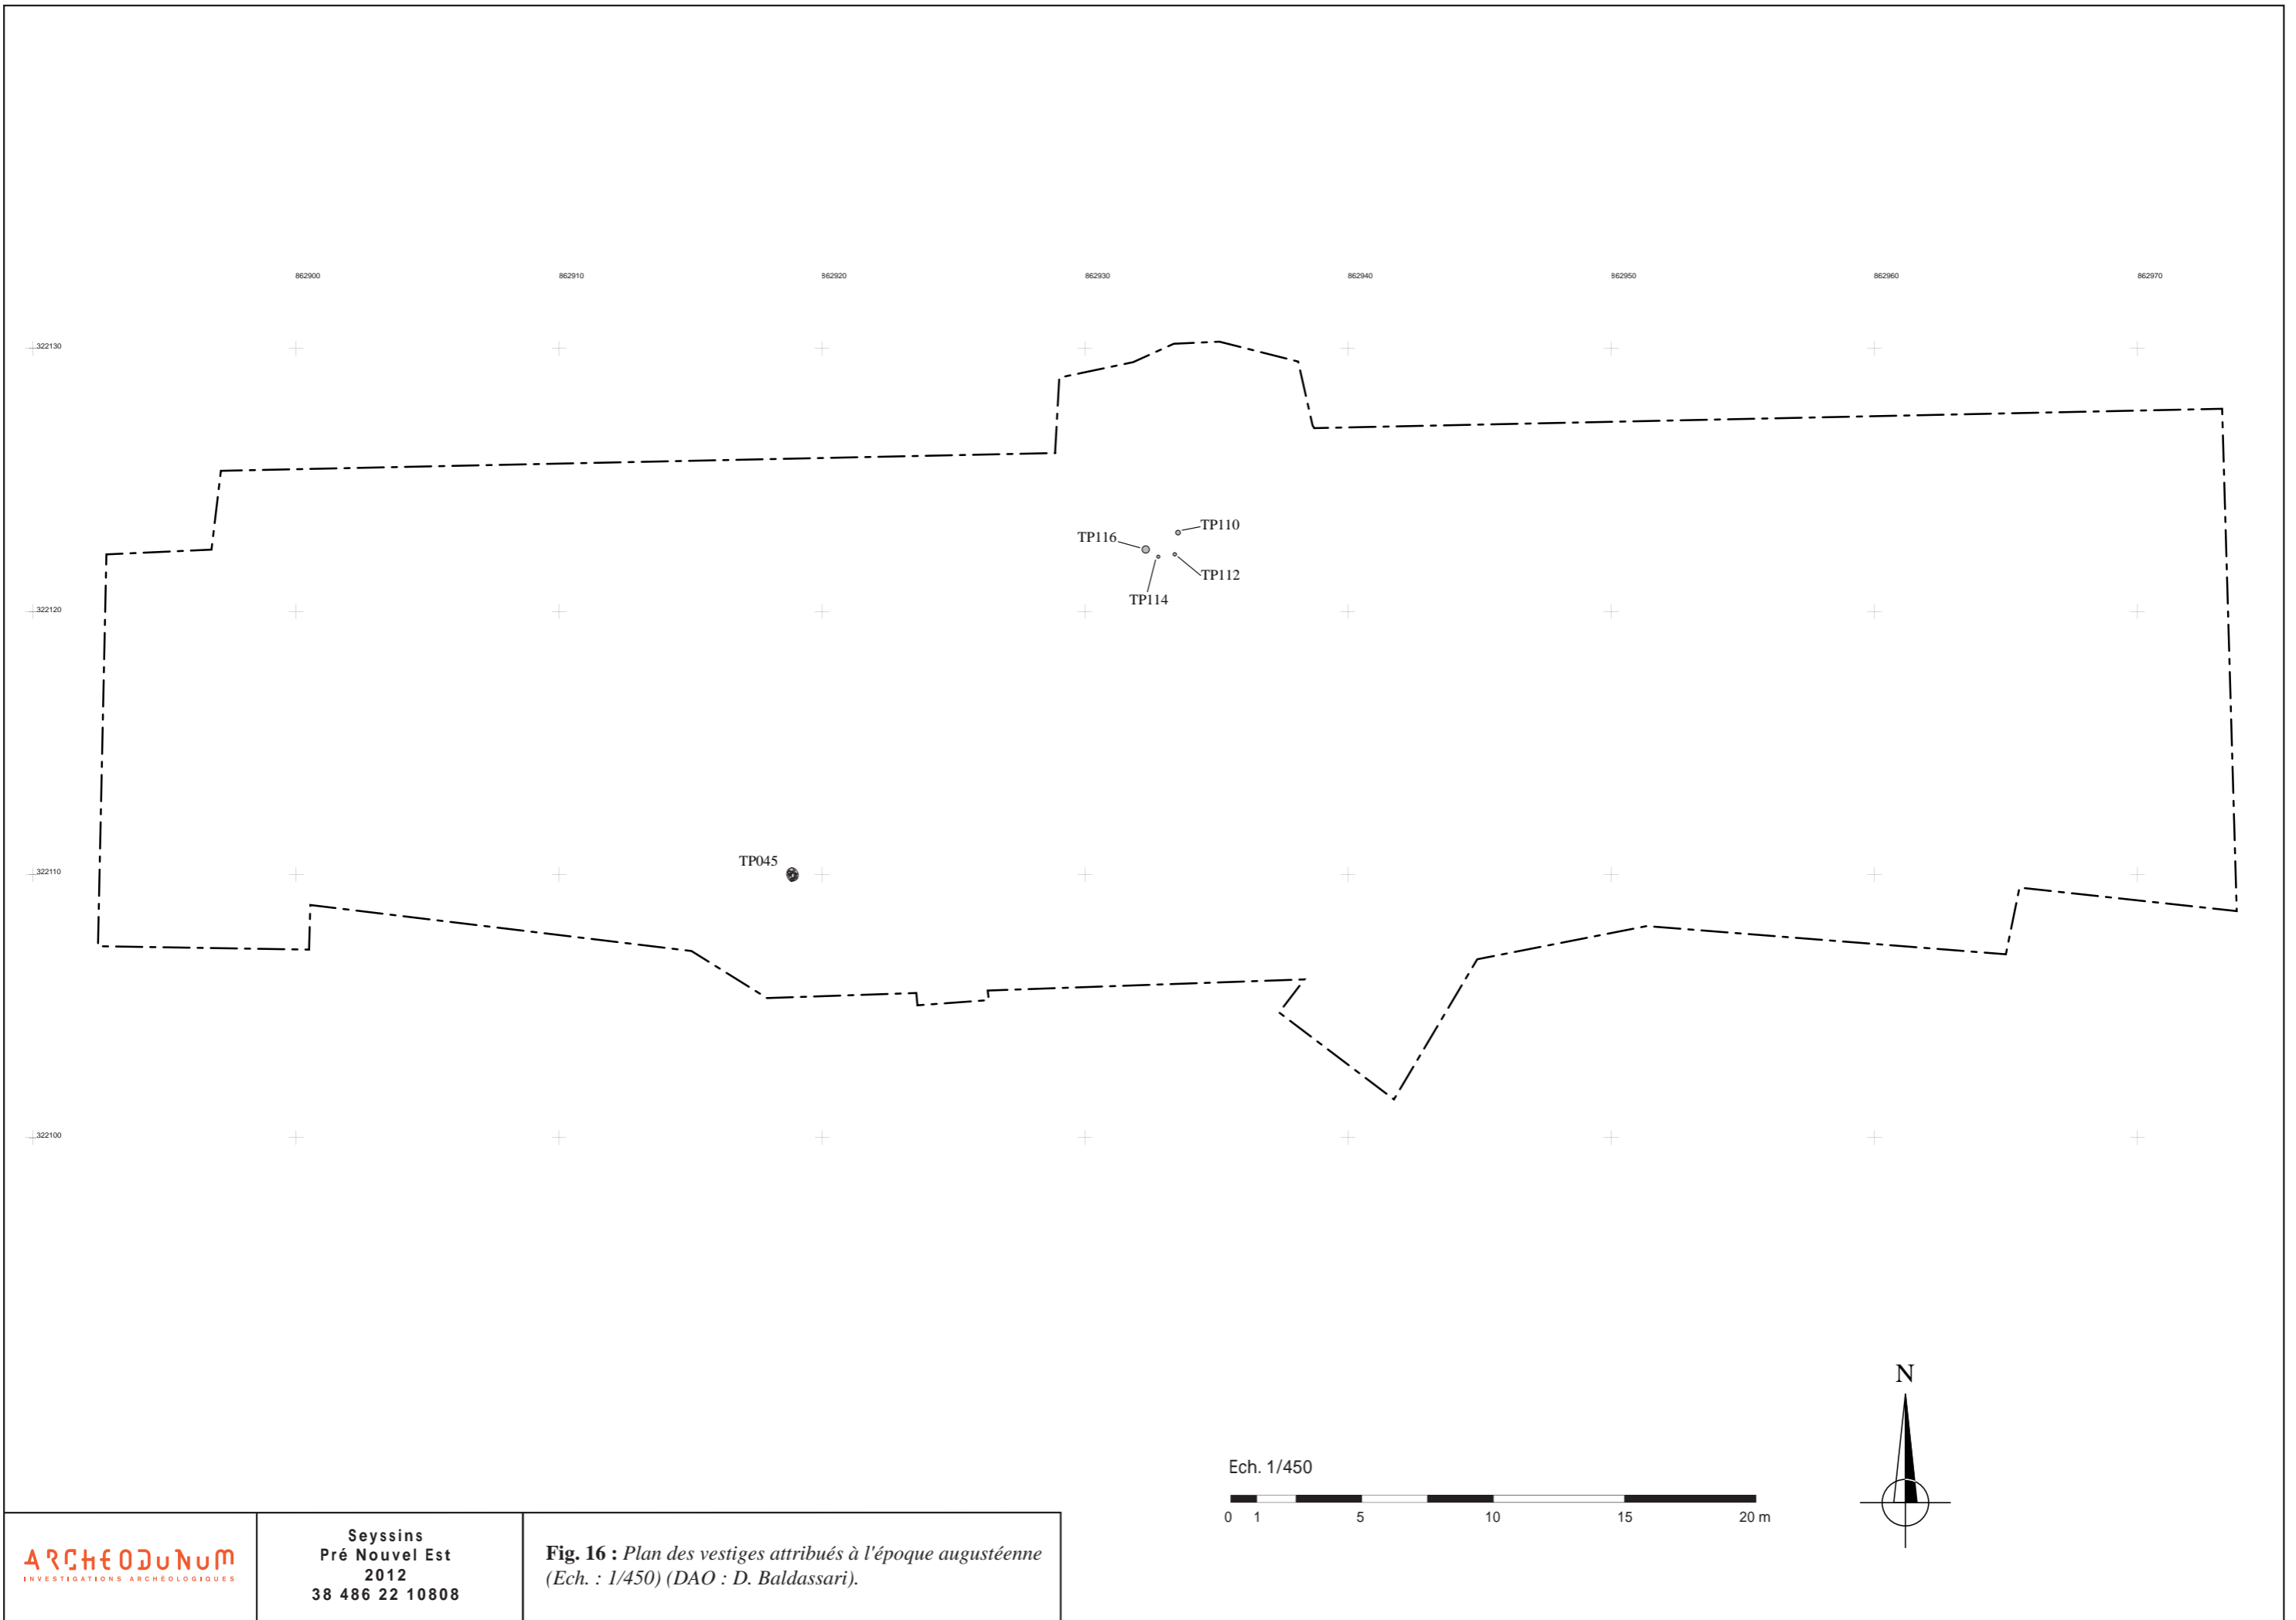 862900 862910 862920 862930 862940 862950 862960 862970
322130
TP110
TP116
TP112
TP114
322120
TP045
322110
322100
N
Ech. 1/450
0 1 5 10 15 20 m
ARCHEODUNUM
INVESTIGATIONS ARCHÉOLOGIQUES
Seyssins
Pré Nouvel Est
2012
38 486 22 10808
Fig. 16 : Plan des vestiges attribués à l'époque augustéenne
(Ech. : 1/450) (DAO : D. Baldassari).